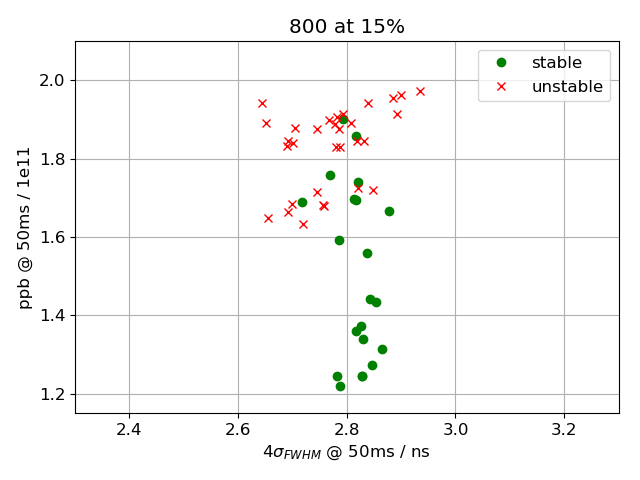 800 at 15%
stable
unstable
ppb @ 50ms / 1e11
2.0
1.8
1.6
1.4
1.2
2.4 2.6 2.8 3.0 3.2
4σFWHM @ 50ms / ns